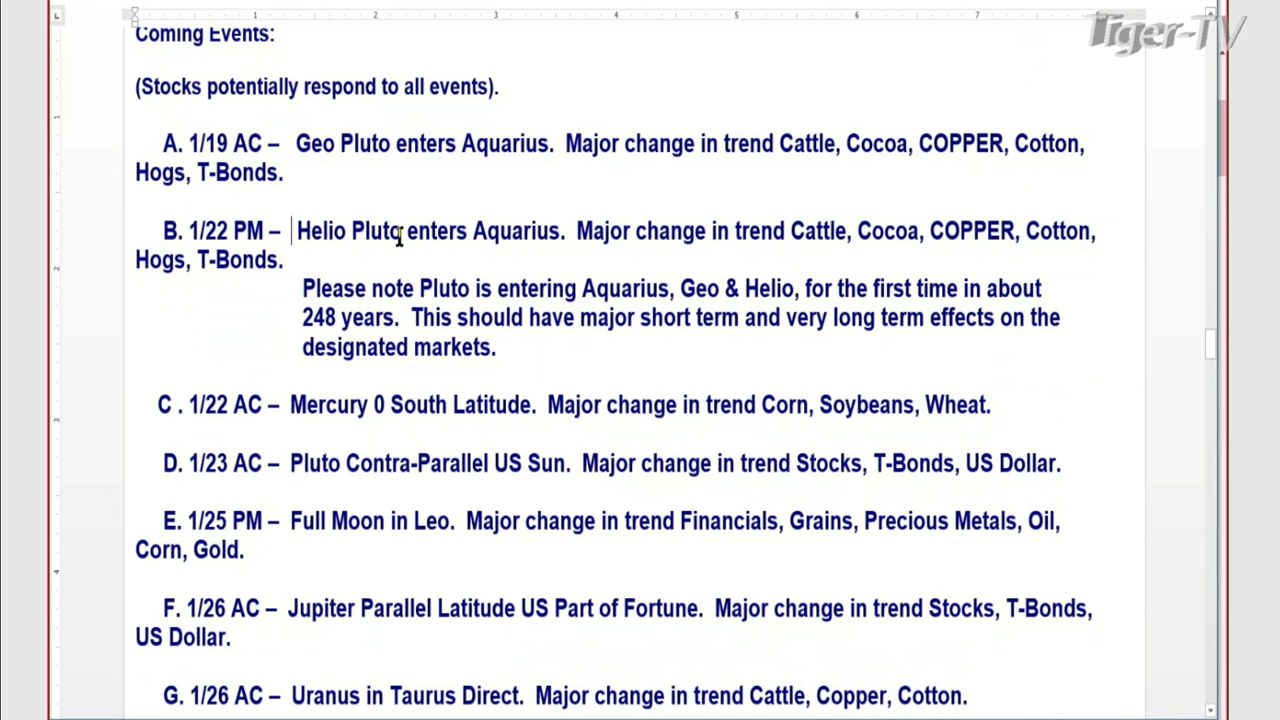 Tiger-TV
Coming Events:
(Stocks potentially respond to all events).
A. 1/19 AC – Geo Pluto enters Aquarius. Major change in trend Cattle, Cocoa, COPPER, Cotton,
Hogs, T-Bonds.
B. 1/22 PM – Helio Pluto enters Aquarius. Major change in trend Cattle, Cocoa, COPPER, Cotton,
Hogs, T-Bonds.
Please note Pluto is entering Aquarius, Geo & Helio, for the first time in about
248 years. This should have major short term and very long term effects on the
designated markets.
C . 1/22 AC – Mercury 0 South Latitude. Major change in trend Corn, Soybeans, Wheat.
D. 1/23 AC – Pluto Contra-Parallel US Sun. Major change in trend Stocks, T-Bonds, US Dollar.
E. 1/25 PM – Full Moon in Leo. Major change in trend Financials, Grains, Precious Metals, Oil,
Corn, Gold.
F. 1/26 AC – Jupiter Parallel Latitude US Part of Fortune. Major change in trend Stocks, T-Bonds,
US Dollar.
G. 1/26 AC – Uranus in Taurus Direct. Major change in trend Cattle, Copper, Cotton.